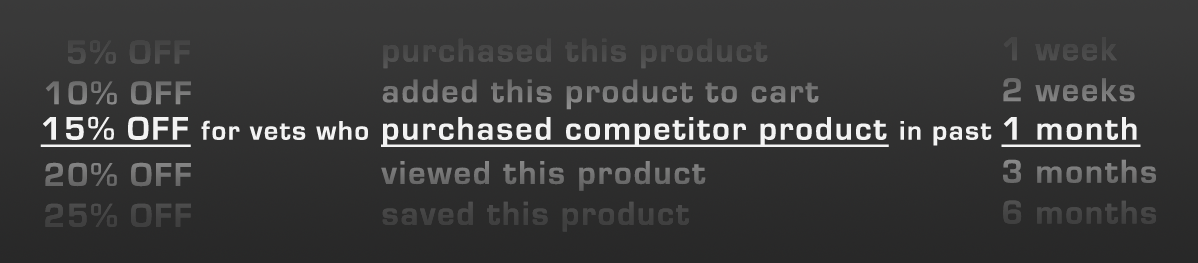 5% OFF purchased this product 1 week
10% OFF added this product to cart 2 weeks
15% OFF for vets who purchased competitor product in past 1 month
20% OFF viewed this product 3 months
25% OFF saved this product 6 months